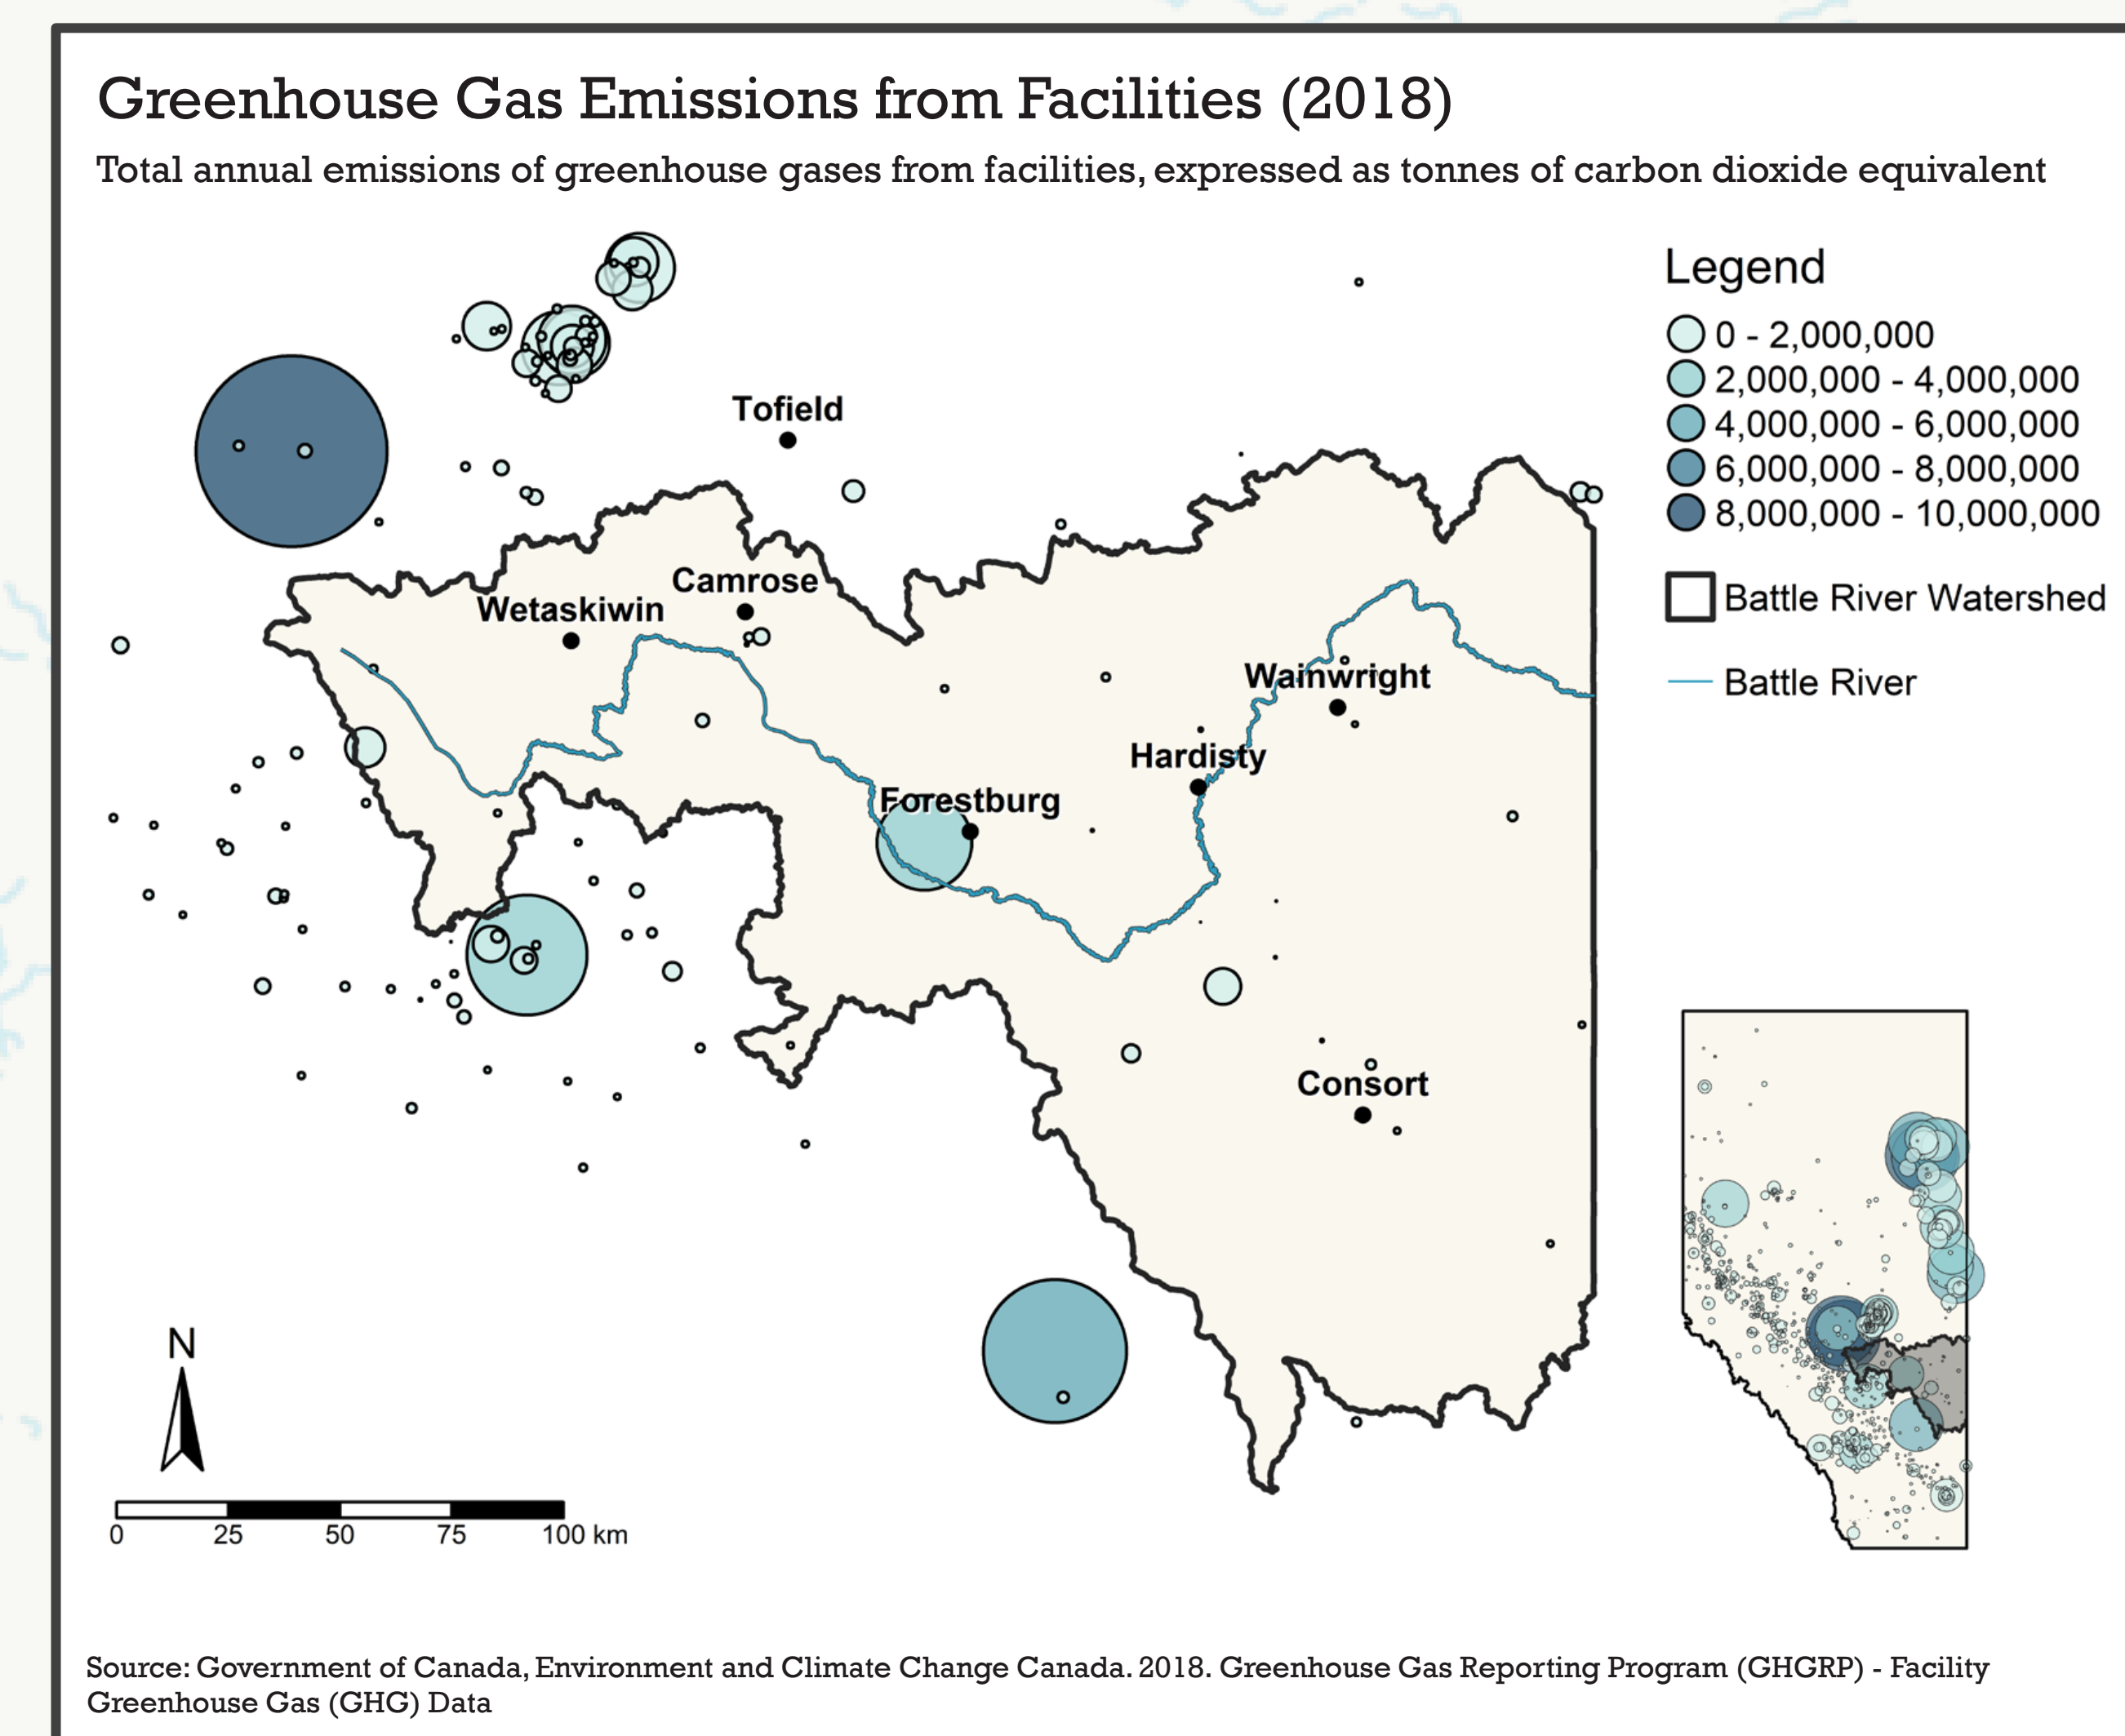 Greenhouse Gas Emissions from Facilities (2018)
Total annual emissions of greenhouse gases from facilities, expressed as tonnes of carbon dioxide equivalent
Legend
0 - 2,000,000
2,000,000 - 4,000,000
4,000,000 - 6,000,000
6,000,000 - 8,000,000
8,000,000 - 10,000,000
Battle River Watershed
Battle River
Tofield
Camrose
Wetaskiwin
Wainwright
Hardisty
Forestburg
Consort
N
0 25 50 75 100 km
Source: Government of Canada, Environment and Climate Change Canada. 2018. Greenhouse Gas Reporting Program (GHGRP) - Facility
Greenhouse Gas (GHG) Data